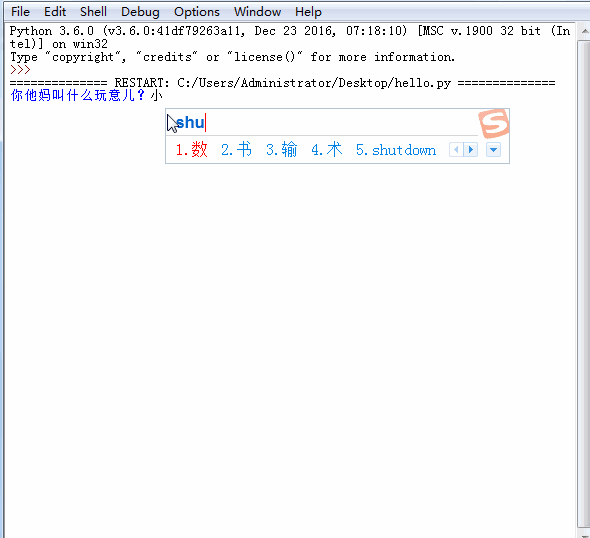 File Edit Shell Debug Options Window Help
Python 3.6.0 (v3.6.0:41df79263a11, Dec 23 2016, 07:18:10) [MSC v.1900 32 bit (In
tel)] on win32
Type "copyright", "credits" or "license()" for more information.
>>>
============== RESTART: C:/Users/Administrator/Desktop/hello.py ==============
你他妈叫什么玩意儿？小
shu
1.数 2.书 3.输 4.术 5.shutdown